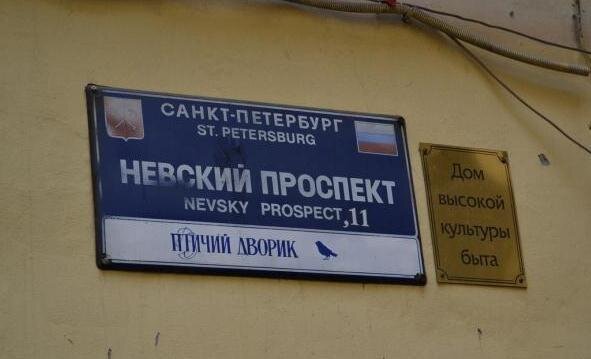 САНКТ-ПЕТЕРБУРГ
ST. PETERSBURG
НЕВСКИЙ ПРОСПЕКТ
NEVSKY PROSPECT,11
ПТИЧИЙ ДВОРИК
Дом
высокой
культуры
быта